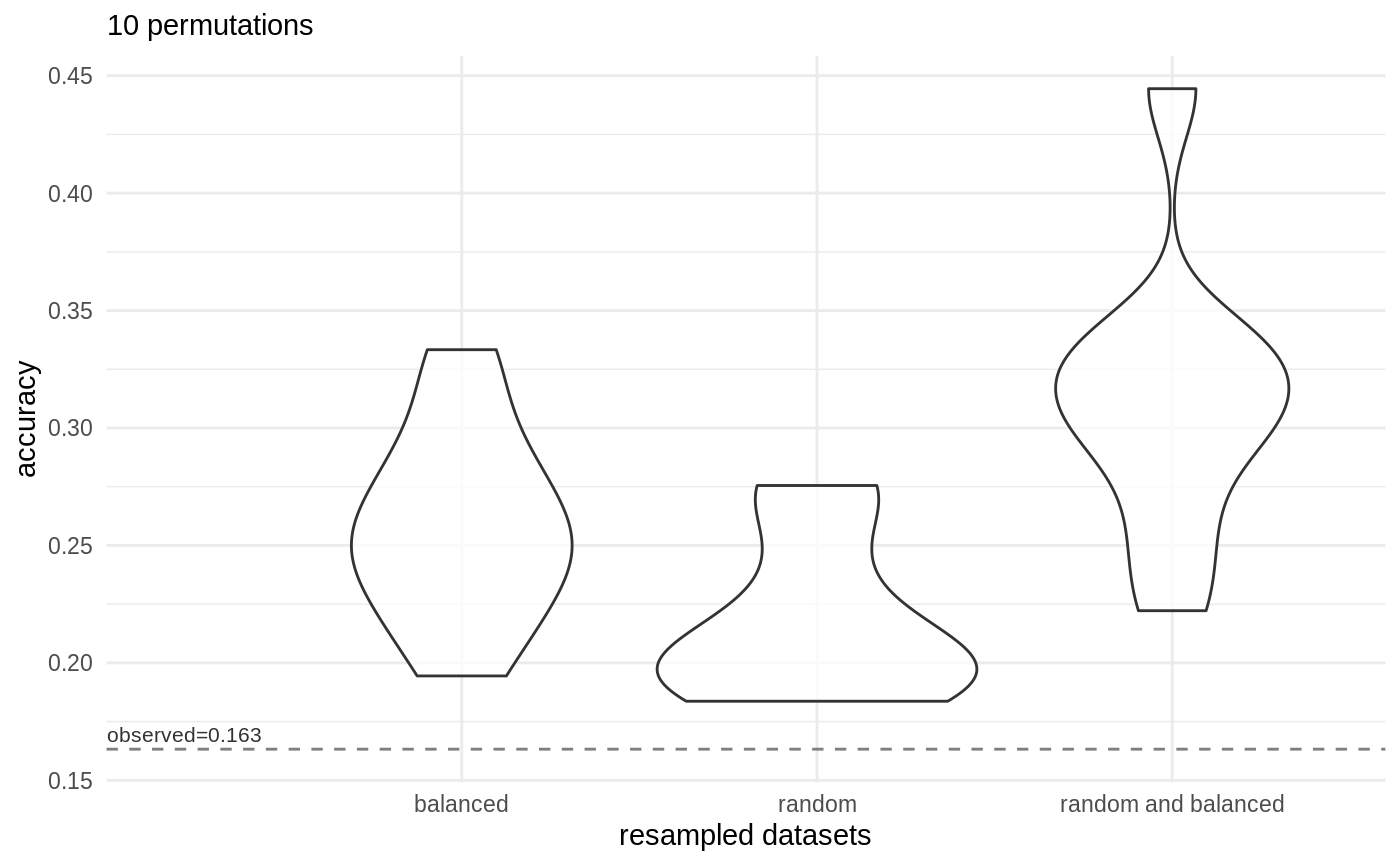 10 permutations
0.45
0.40
0.35
0.30
0.25
0.20
0.15
accuracy
observed=0.163
balanced
random
random and balanced
resampled datasets